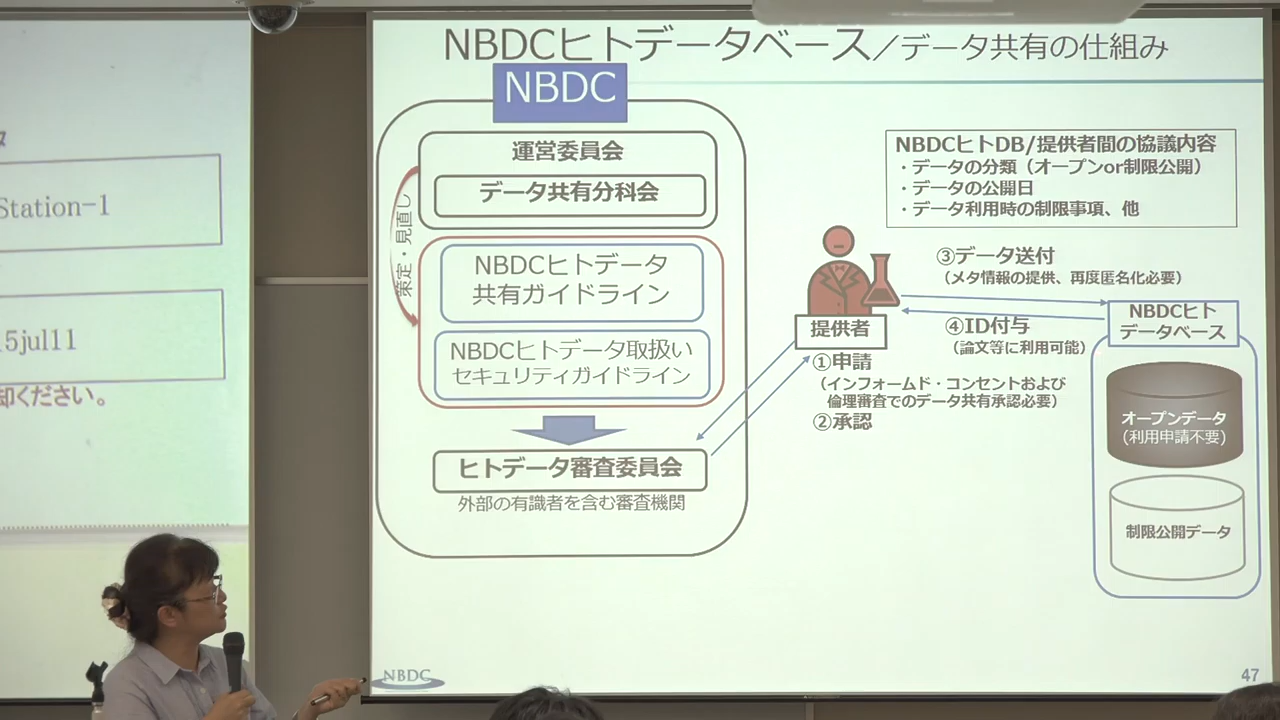 Station-1
5jul11
却ください。
NBDCヒトデータベース／データ共有の仕組み
NBDC
運営委員会
データ共有分科会
策定・見直し
NBDCヒトデータ
共有ガイドライン
NBDCヒトデータ取扱い
セキュリティガイドライン
ヒトデータ審査委員会
外部の有識者を含む審査機関
NBDCヒトDB/提供者間の協議内容
・データの分類（オープンor制限公開）
・データの公開日
・データ利用時の制限事項、他
③データ送付
（メタ情報の提供、再度匿名化必要）
提供者
④ID付与
（論文等に利用可能）
NBDCヒト
データベース
①申請
（インフォームド・コンセントおよび
倫理審査でのデータ共有承認必要）
②承認
オープンデータ
（利用申請不要）
制限公開データ
NBDC
47